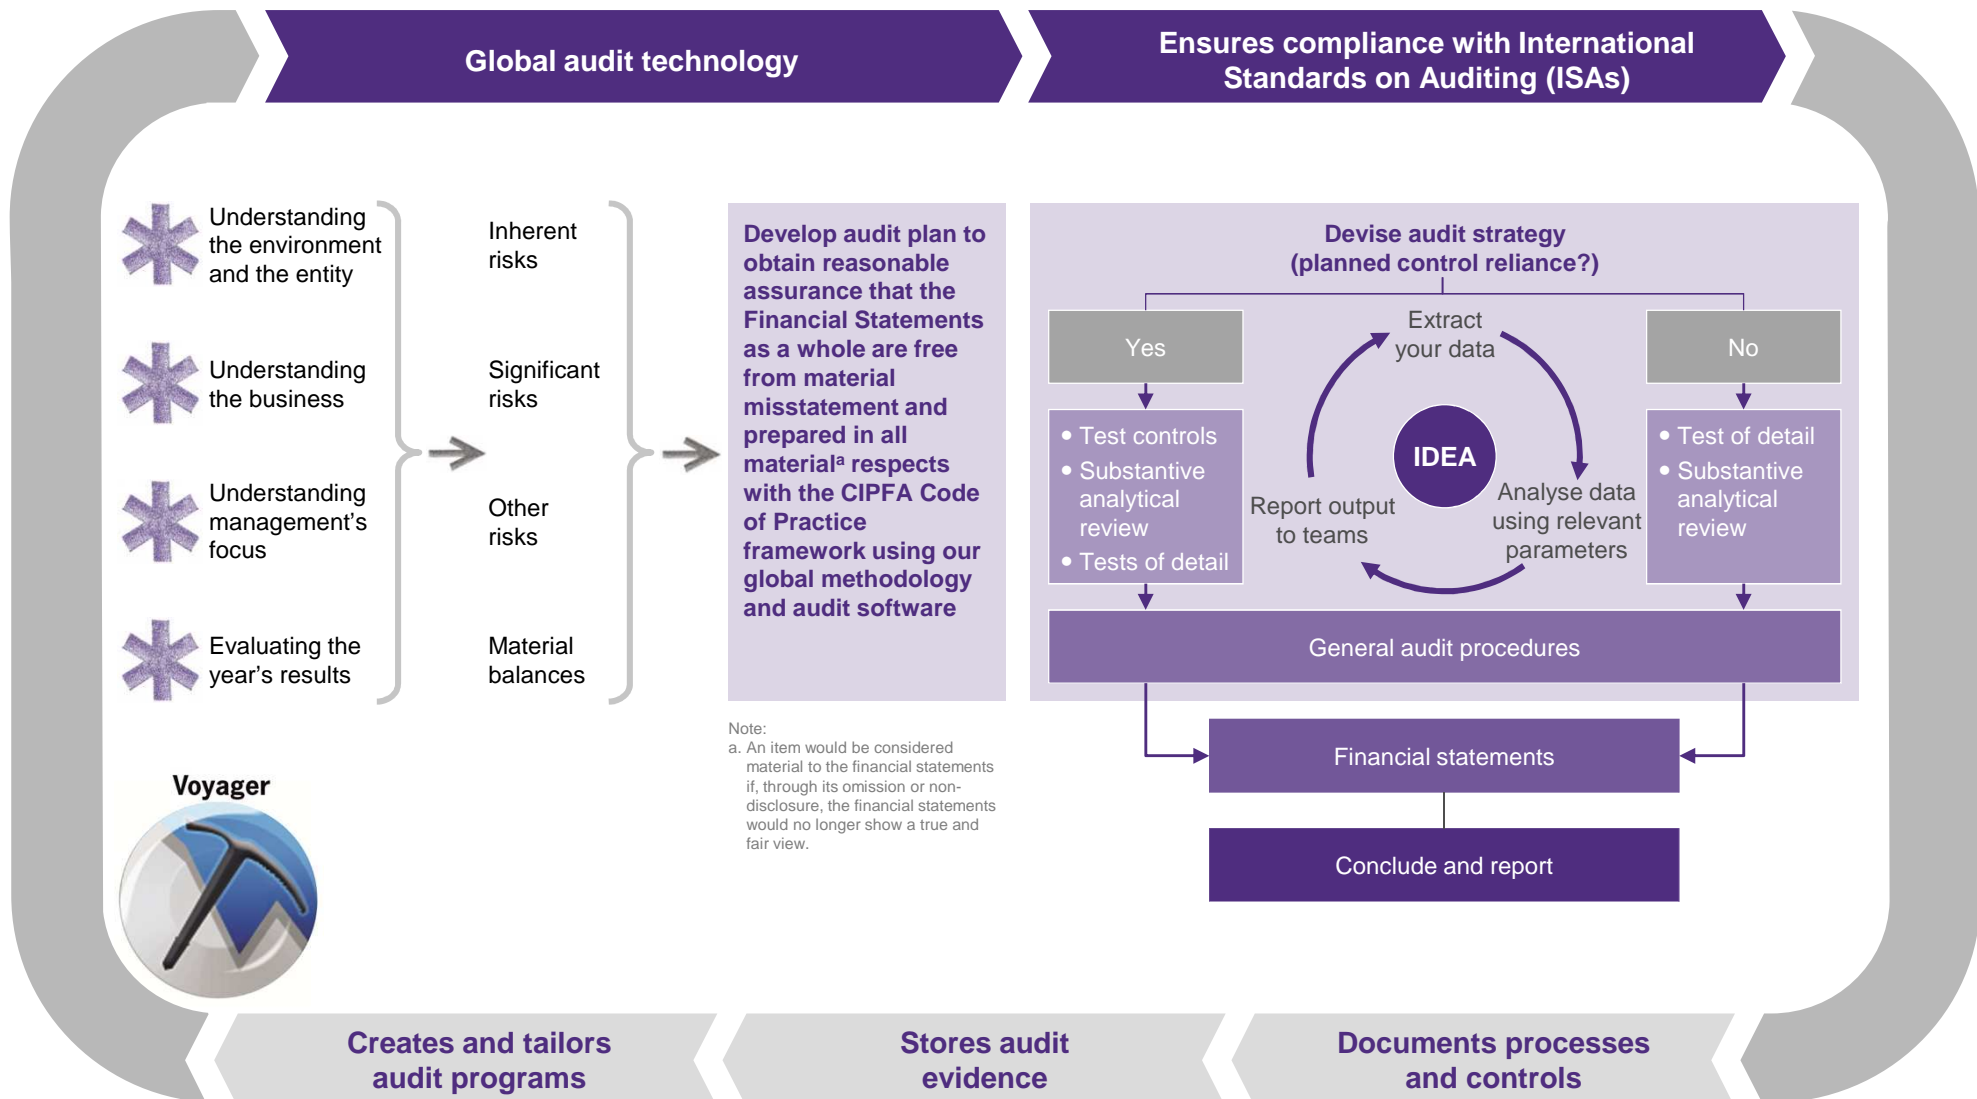 Global audit technology
Ensures compliance with International
Standards on Auditing (ISAs)
Understanding
the environment
and the entity
Understanding
the business
Understanding
management’s
focus
Evaluating the
year’s results
Inherent
risks
Significant
risks
Other
risks
Material
balances
Develop audit plan to
obtain reasonable
assurance that the
Financial Statements
as a whole are free
from material
misstatement and
prepared in all
materialᵃ respects
with the CIPFA Code
of Practice
framework using our
global methodology
and audit software
Note:
a. An item would be considered
material to the financial statements
if, through its omission or non-
disclosure, the financial statements
would no longer show a true and
fair view.
Devise audit strategy
(planned control reliance?)
Yes
• Test controls
• Substantive
analytical
review
• Tests of detail
Extract
your data
IDEA
Analyse data
using relevant
parameters
Report output
to teams
No
• Test of detail
• Substantive
analytical
review
General audit procedures
Financial statements
Conclude and report
Voyager
Creates and tailors
audit programs
Stores audit
evidence
Documents processes
and controls